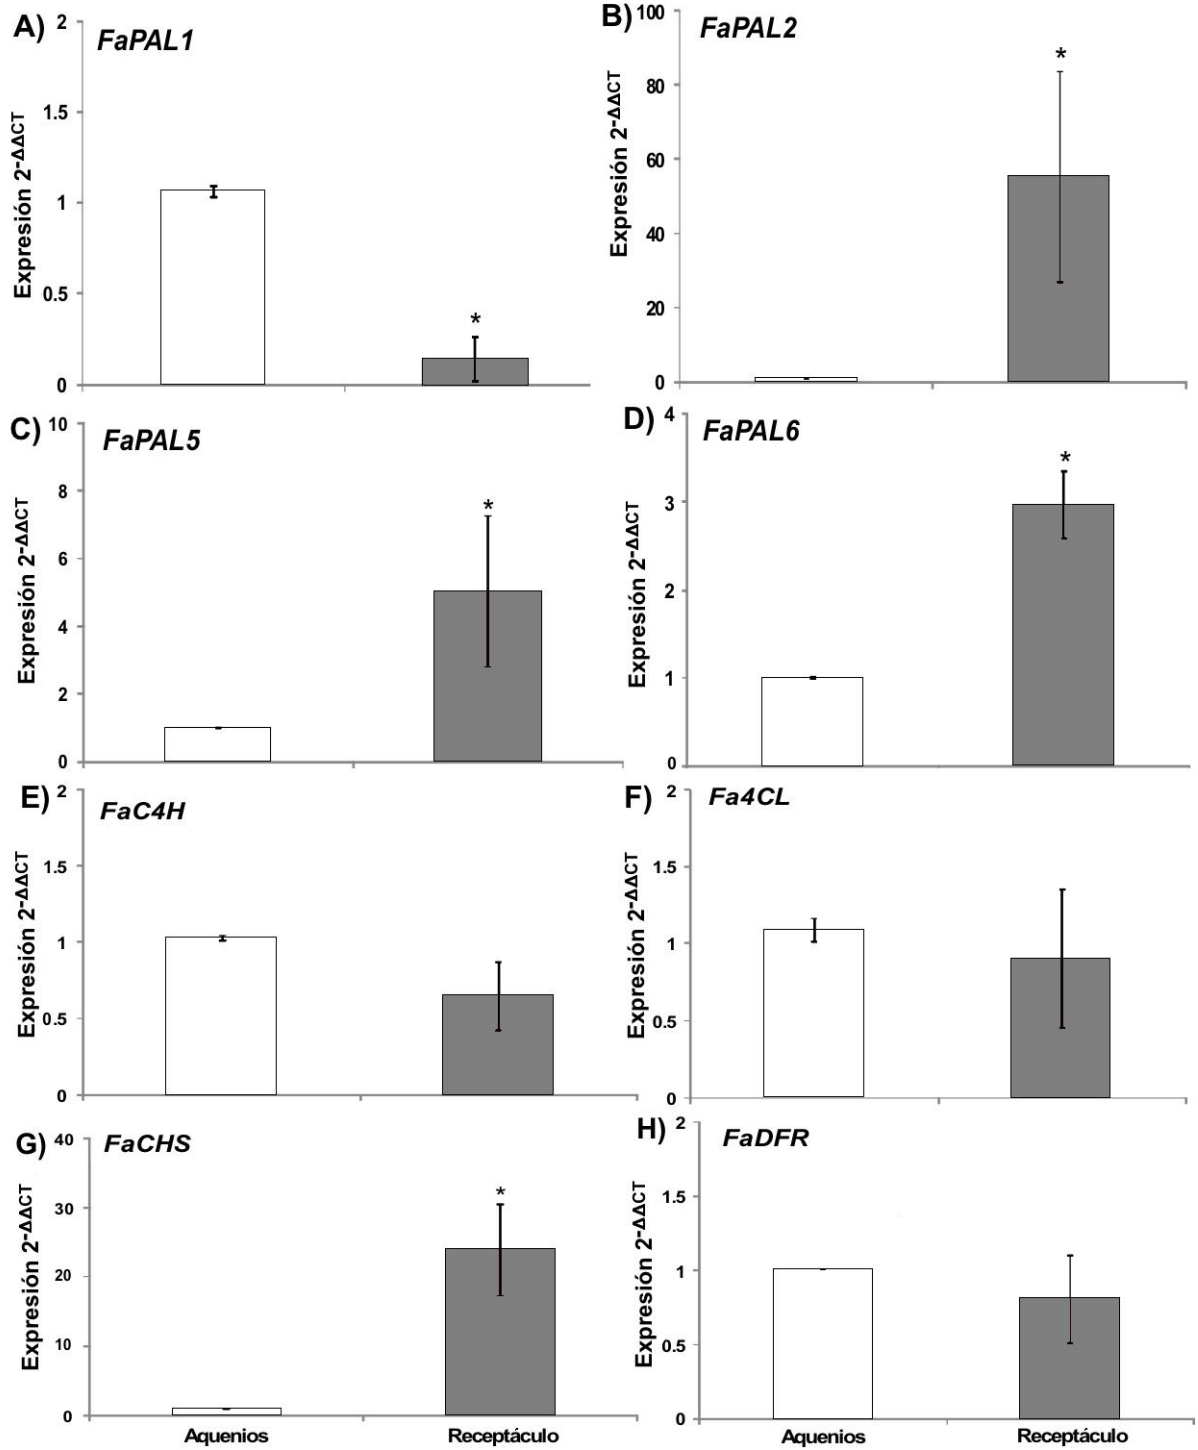 A) FaPAL1
Expresión 2-ΔΔCT
2
1.5
1
0.5
0
*
B) FaPAL2
Expresión 2-ΔΔCT
100
80
60
40
20
0
*
C) FaPAL5
Expresión 2-ΔΔCT
10
8
6
4
2
0
*
D) FaPAL6
Expresión 2-ΔΔCT
4
3
2
1
0
*
E) FaC4H
Expresión 2-ΔΔCT
2
1.5
1
0.5
0
F) Fa4CL
Expresión 2-ΔΔCT
2
1.5
1
0.5
0
G) FaCHS
Expresión 2-ΔΔCT
40
30
20
10
0
*
Aquenios Receptáculo
H) FaDFR
Expresión 2-ΔΔCT
2
1.5
1
0.5
0
Aquenios Receptáculo